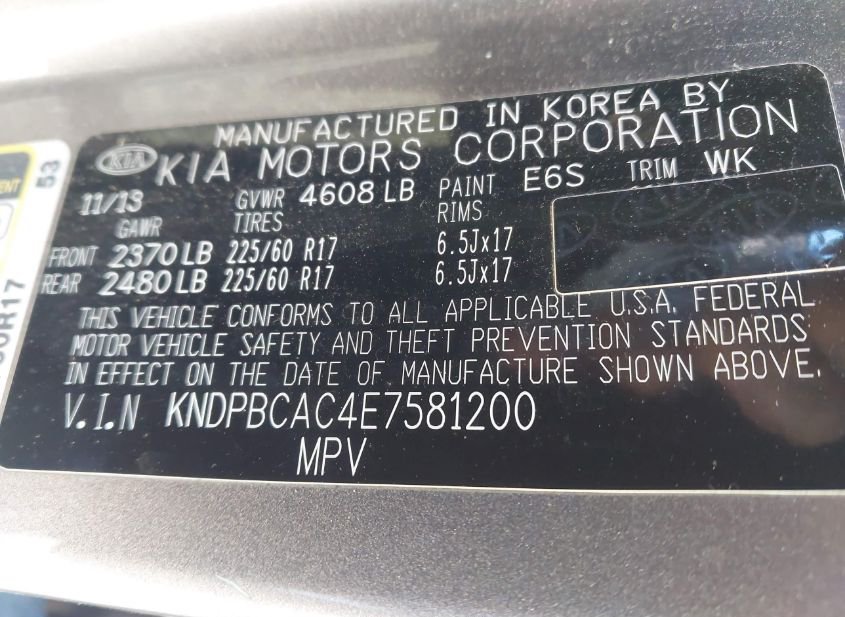 MANUFACTURED IN KOREA BY
KIA KIA MOTORS CORPORATION
11/13 GVWR 4608 LB PAINT E6S TRIM WK
GAWR TIRES RIMS
FRONT 2370 LB 225/60 R17 6.5Jx17
REAR 2480 LB 225/60 R17 6.5Jx17
THIS VEHICLE CONFORMS TO ALL APPLICABLE U.S.A. FEDERAL
MOTOR VEHICLE SAFETY AND THEFT PREVENTION STANDARDS
IN EFFECT ON THE DATE OF MANUFACTURE SHOWN ABOVE.
V.I.N KNDPBCAC4E7581200
MPV
53